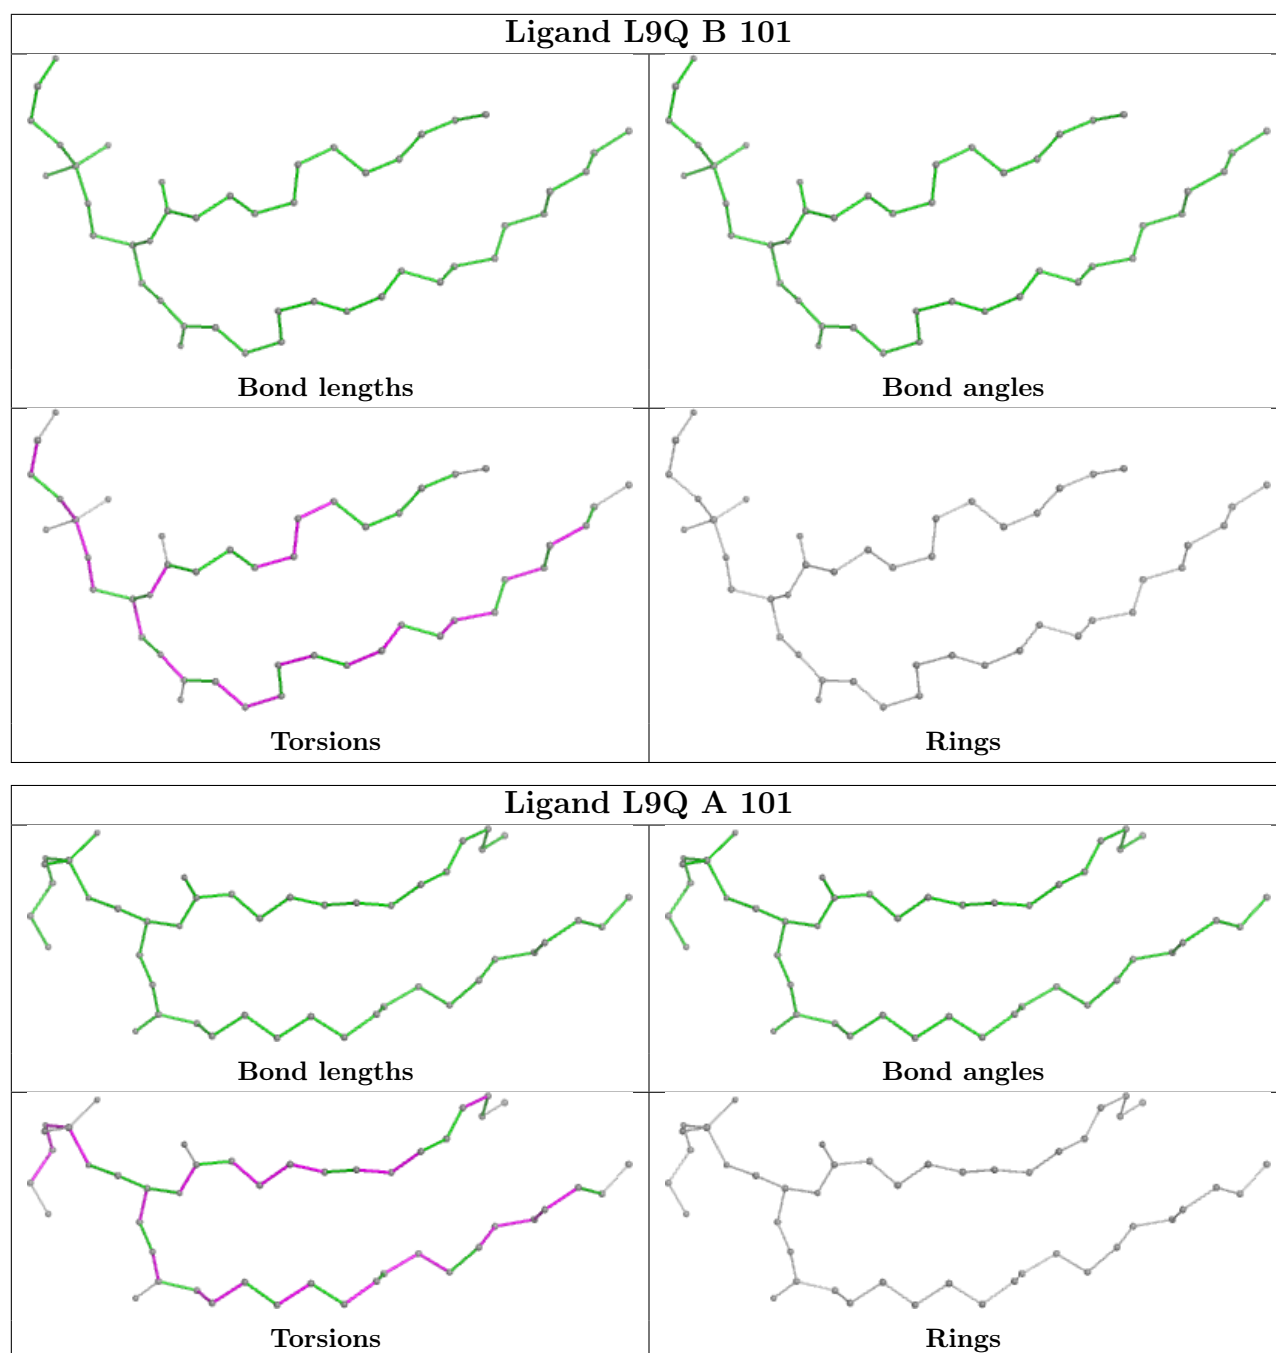 Ligand L9Q B 101
Bond lengths
Bond angles
Torsions
Rings
Ligand L9Q A 101
Bond lengths
Bond angles
Torsions
Rings